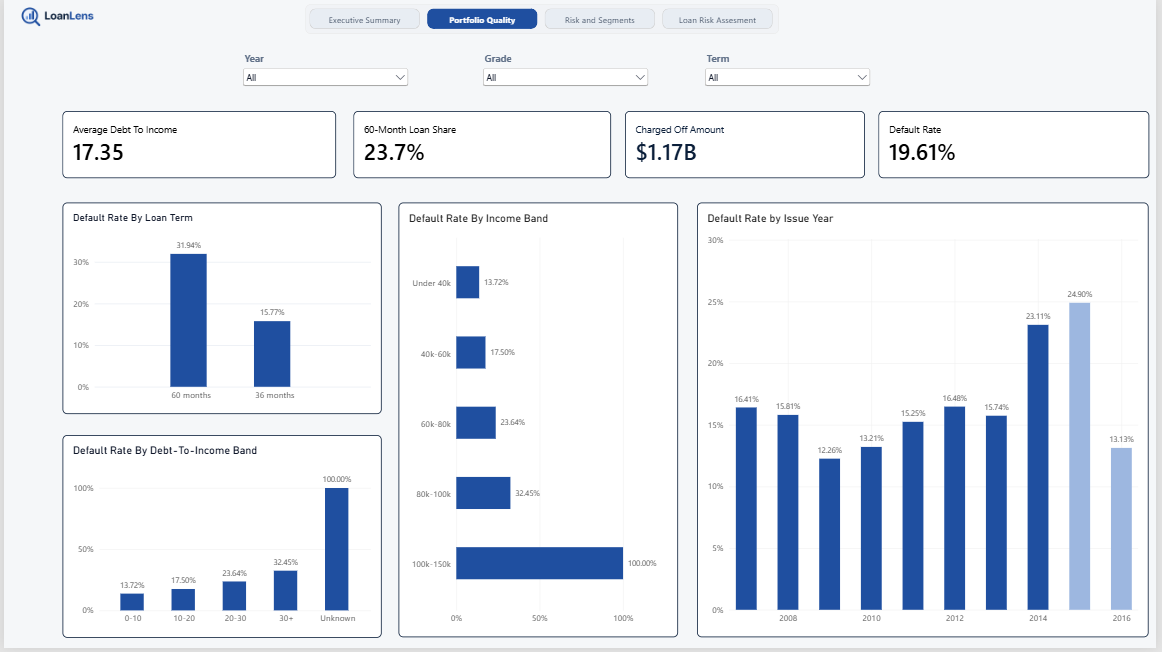 LoanLens
Executive Summary
Portfolio Quality
Risk and Segments
Loan Risk Assesment
Year
All
Grade
All
Term
All
Average Debt To Income
17.35
60-Month Loan Share
23.7%
Charged Off Amount
$1.17B
Default Rate
19.61%
Default Rate By Loan Term
30%
20%
10%
0%
31.94%
15.77%
60 months
36 months
Default Rate By Debt-To-Income Band
100%
50%
0%
13.72%
17.50%
23.64%
32.45%
100.00%
0-10
10-20
20-30
30+
Unknown
Default Rate By Income Band
Under 40k
13.72%
40k-60k
17.50%
60k-80k
23.64%
80k-100k
32.45%
100k-150k
100.00%
0%
50%
100%
Default Rate by Issue Year
30%
25%
20%
15%
10%
5%
0%
16.41%
15.81%
12.26%
13.21%
15.25%
16.48%
15.74%
23.11%
24.90%
13.13%
2008
2010
2012
2014
2016